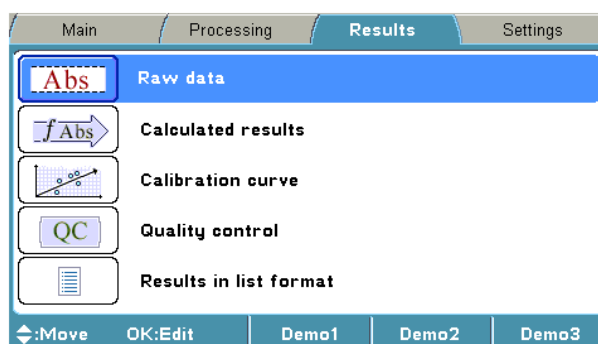 Main Processing Results Settings
Abs Raw data
f Abs Calculated results
Calibration curve
QC Quality control
Results in list format
:Move OK:Edit Demo1 Demo2 Demo3